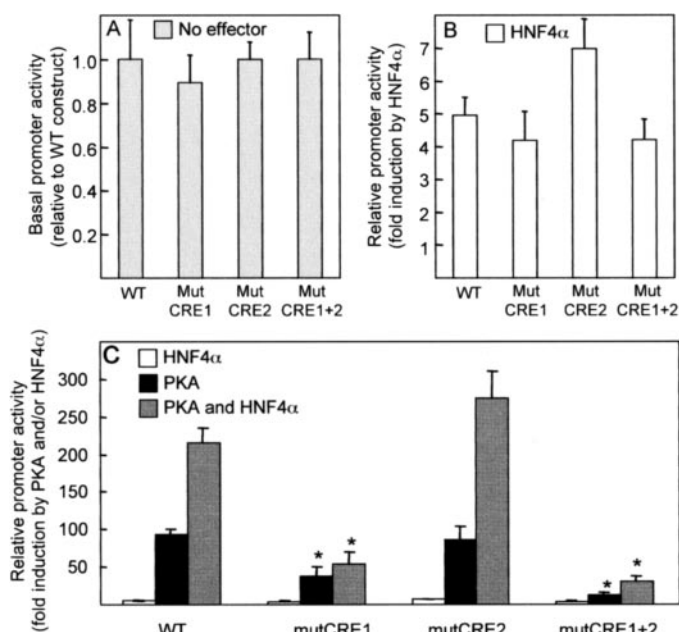 A
No effector
Basal promoter activity
(relative to WT construct)
1.0
0.8
0.6
0.4
0.2
WT
Mut
CRE1
Mut
CRE2
Mut
CRE1+2
B
HNF4α
Relative promoter activity
(fold induction by HNF4α)
7
6
5
4
3
2
1
WT
Mut
CRE1
Mut
CRE2
Mut
CRE1+2
C
HNF4α
PKA
PKA and HNF4α
Relative promoter activity
(fold induction by PKA and/or HNF4α)
300
250
200
150
100
50
* *
* *
WT
mutCRE1
mutCRE2
mutCRE1+2